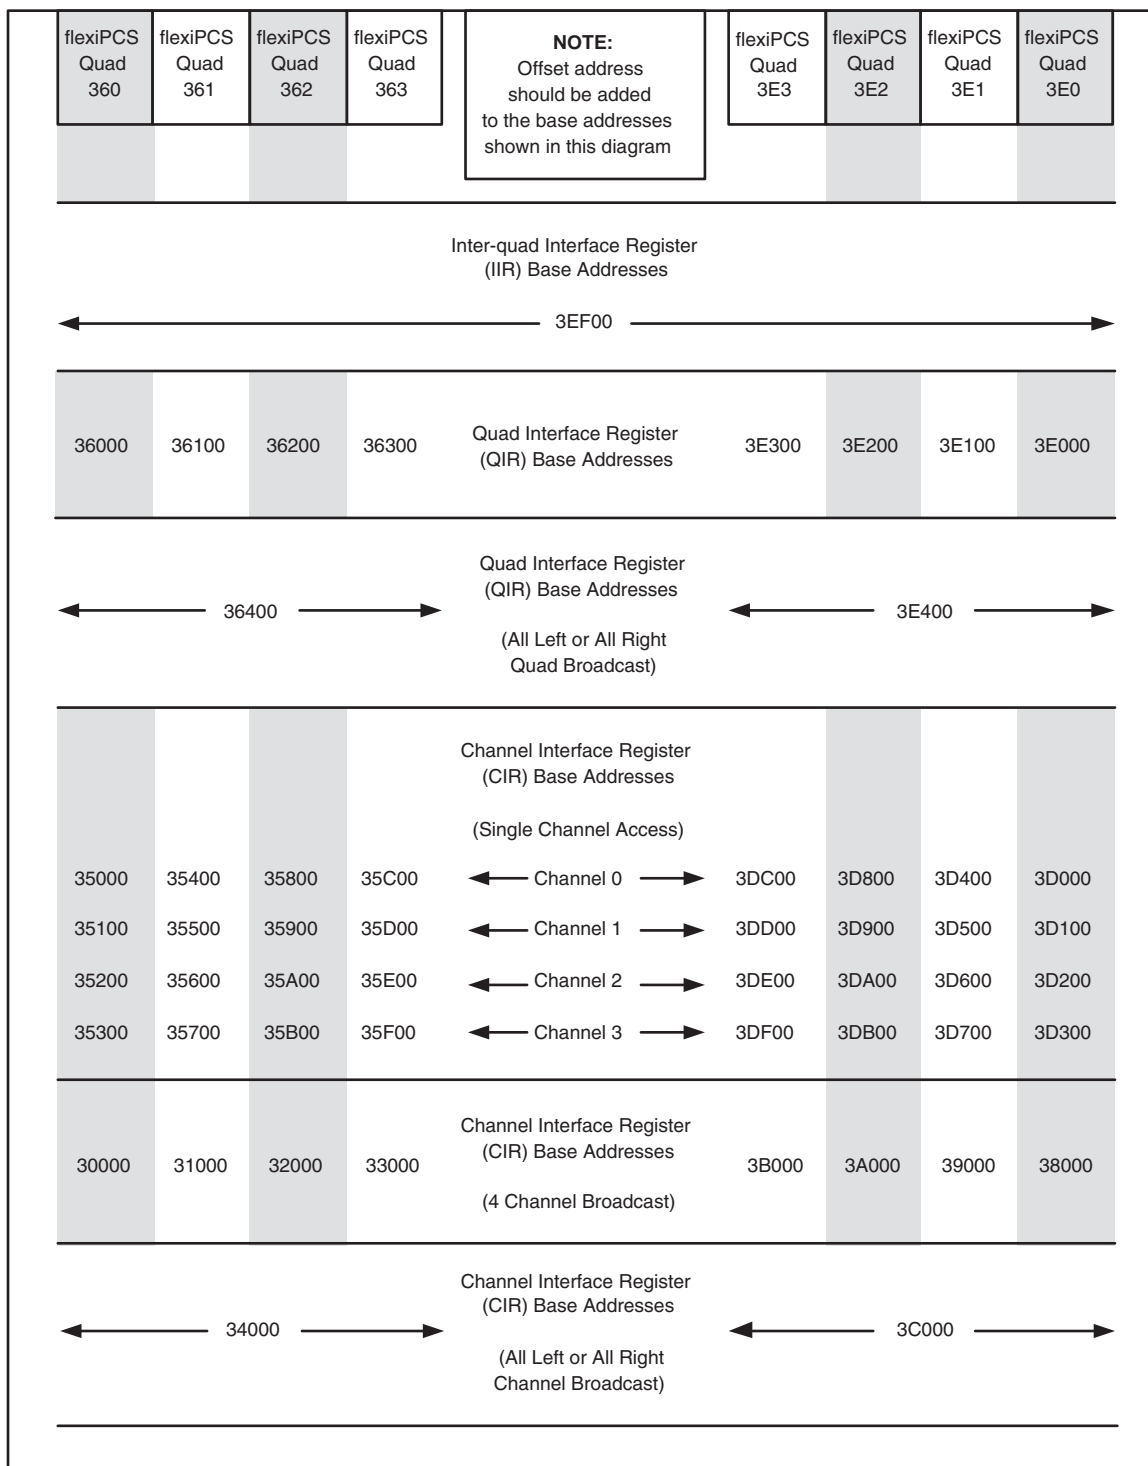 flexiPCS Quad 360
flexiPCS Quad 361
flexiPCS Quad 362
flexiPCS Quad 363
NOTE:
Offset address
should be added
to the base addresses
shown in this diagram
flexiPCS Quad 3E3
flexiPCS Quad 3E2
flexiPCS Quad 3E1
flexiPCS Quad 3E0
Inter-quad Interface Register
(IIR) Base Addresses
3EF00
36000 36100 36200 36300
Quad Interface Register
(QIR) Base Addresses
3E300 3E200 3E100 3E000
Quad Interface Register
(QIR) Base Addresses
36400
3E400
(All Left or All Right
Quad Broadcast)
Channel Interface Register
(CIR) Base Addresses
(Single Channel Access)
35000 35400 35800 35C00 Channel 0 3DC00 3D800 3D400 3D000
35100 35500 35900 35D00 Channel 1 3DD00 3D900 3D500 3D100
35200 35600 35A00 35E00 Channel 2 3DE00 3DA00 3D600 3D200
35300 35700 35B00 35F00 Channel 3 3DF00 3DB00 3D700 3D300
Channel Interface Register
(CIR) Base Addresses
30000 31000 32000 33000
3B000 3A000 39000 38000
(4 Channel Broadcast)
Channel Interface Register
(CIR) Base Addresses
34000
3C000
(All Left or All Right
Channel Broadcast)